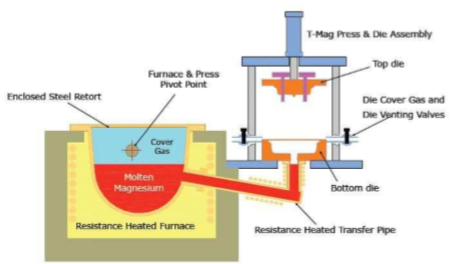 T-Mag Press & Die Assembly
Top die
Furnace & Press
Pivot Point
Enclosed Steel Retort
Die Cover Gas and
Die Venting Valves
Cover
Gas
Molten
Magnesium
Bottom die
Resistance Heated Furnace
Resistance Heated Transfer Pipe